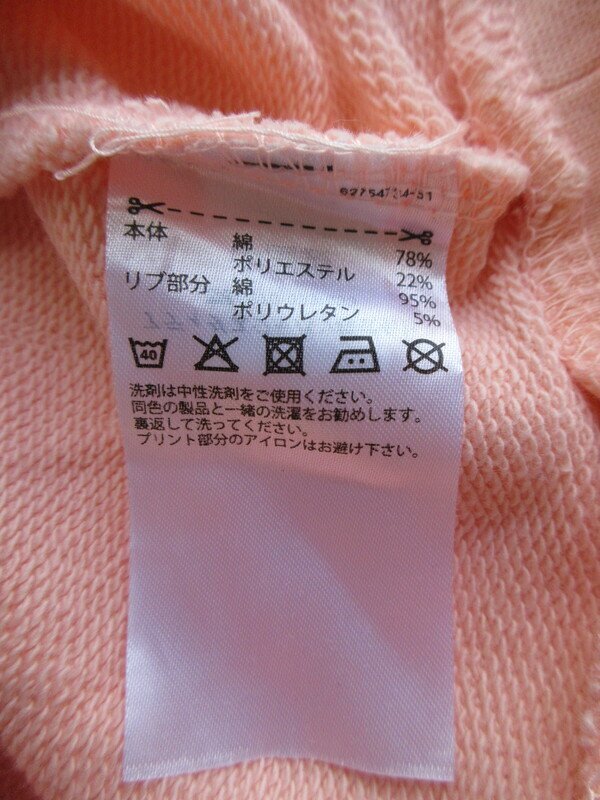 本体 綿 78%
ポリエステル 22%
リブ部分 綿 95%
ポリウレタン 5%
40
洗剤は中性洗剤をご使用ください。
同色の製品と一緒の洗濯をお勧めします。
裏返して洗ってください。
プリント部分のアイロンはお避け下さい。